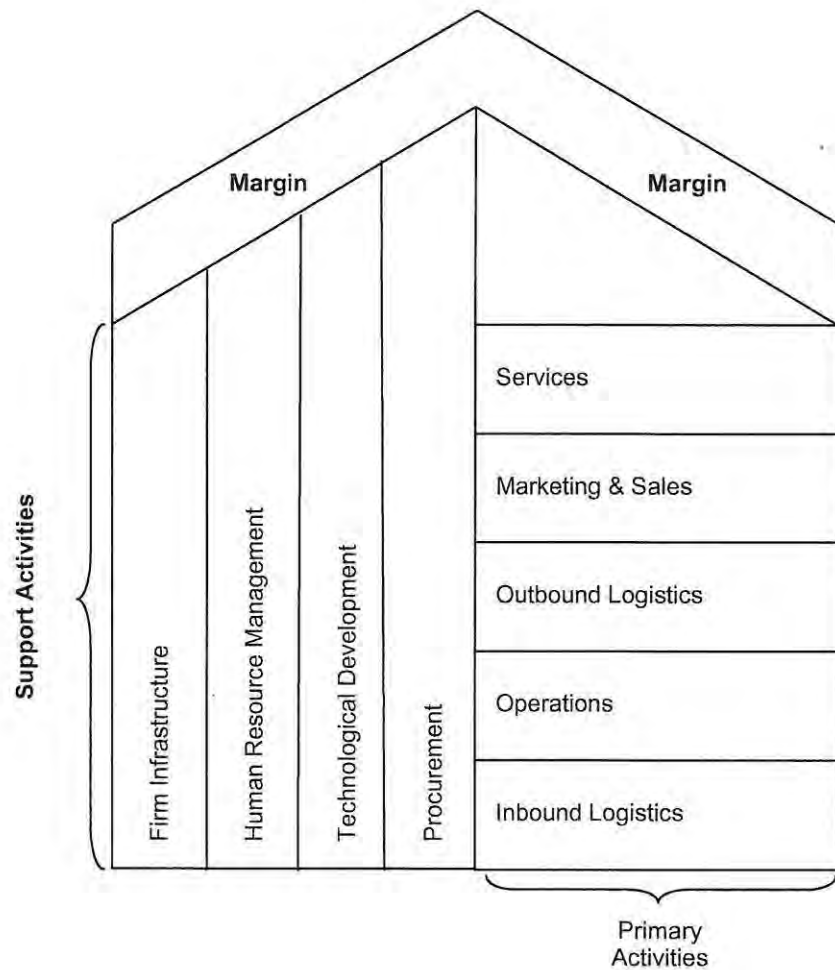 Margin
Margin
Support Activities
Firm Infrastructure
Human Resource Management
Technological Development
Procurement
Services
Marketing & Sales
Outbound Logistics
Operations
Inbound Logistics
Primary
Activities